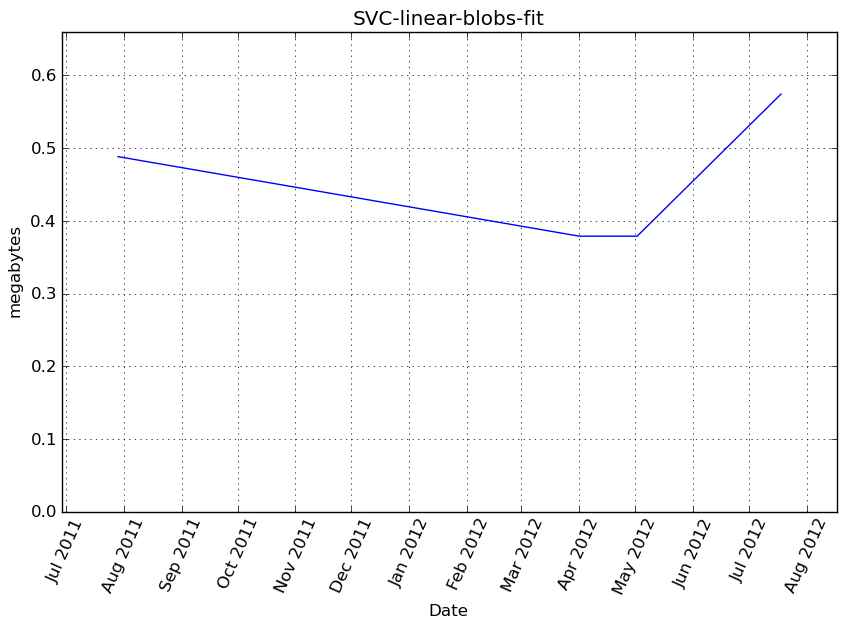 SVC-linear-blobs-fit
0.6
0.5
0.4
0.3
0.2
0.1
0.0
megabytes
Jul 2011
Aug 2011
Sep 2011
Oct 2011
Nov 2011
Dec 2011
Jan 2012
Feb 2012
Mar 2012
Apr 2012
May 2012
Jun 2012
Jul 2012
Aug 2012
Date